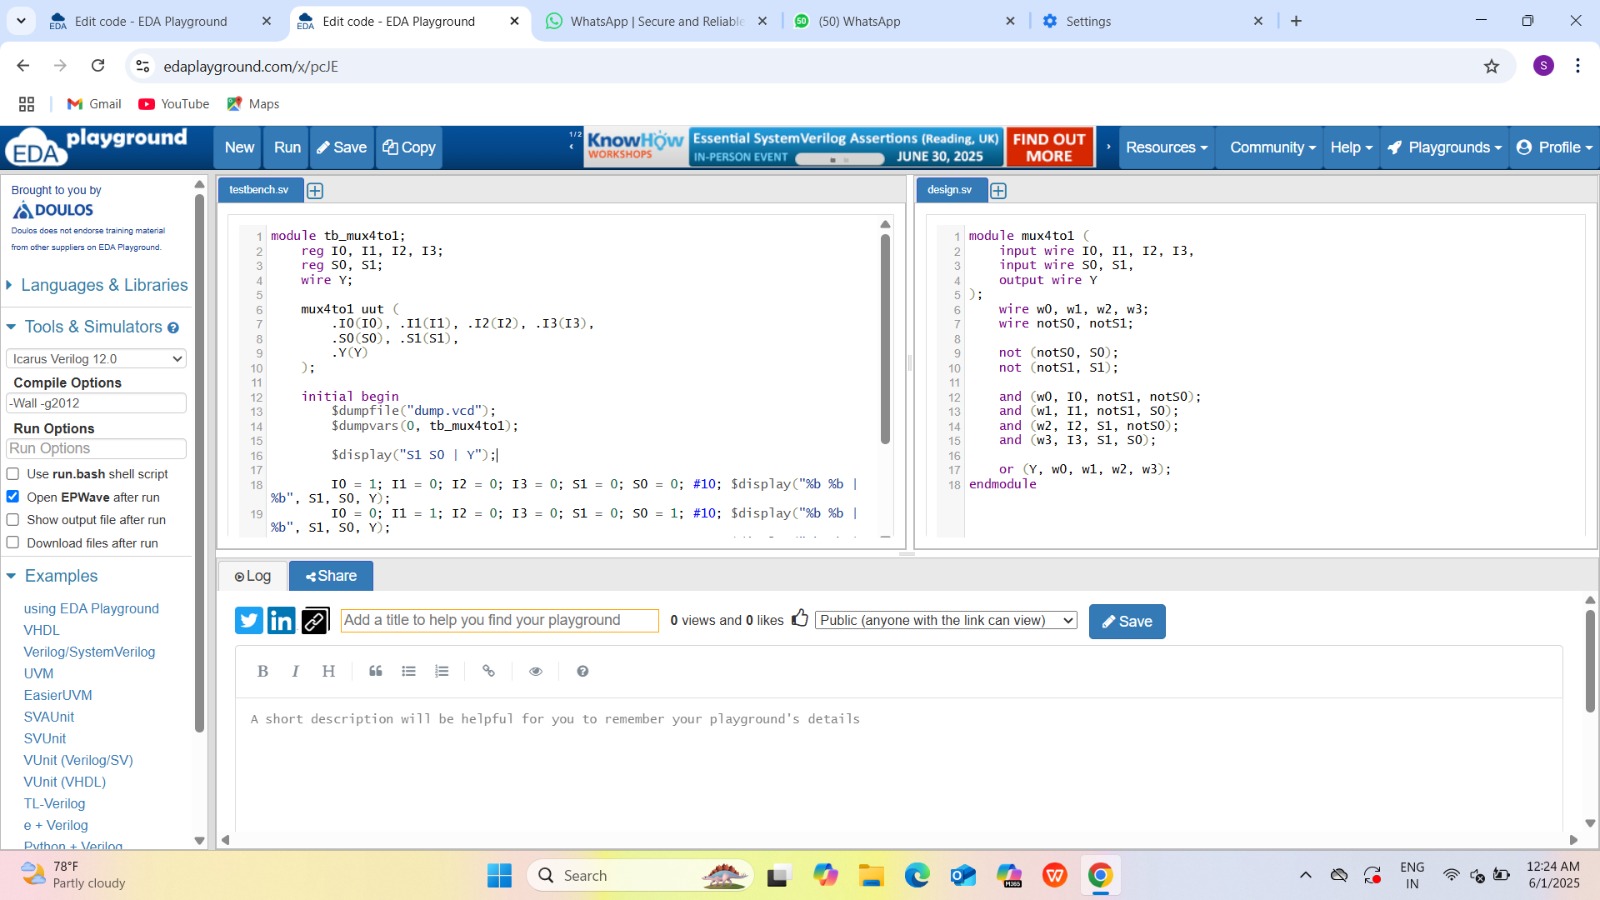 Edit code - EDA Playground
Edit code - EDA Playground
WhatsApp | Secure and Reliable
(50) WhatsApp
Settings
edaplayground.com/x/pcJE
S
Gmail
YouTube
Maps
EDA playground
New
Run
Save
Copy
1/2
KnowHow
WORKSHOPS
Essential SystemVerilog Assertions (Reading, UK)
IN-PERSON EVENT
JUNE 30, 2025
FIND OUT
MORE
Resources
Community
Help
Playgrounds
Profile
Brought to you by
DOULOS
Doulos does not endorse training material
from other suppliers on EDA Playground.
Languages & Libraries
Tools & Simulators
Icarus Verilog 12.0
Compile Options
-Wall -g2012
Run Options
Run Options
Use run.bash shell script
Open EPWave after run
Show output file after run
Download files after run
Examples
using EDA Playground
VHDL
Verilog/SystemVerilog
UVM
EasierUVM
SVAUnit
SVUnit
VUnit (Verilog/SV)
VUnit (VHDL)
TL-Verilog
e + Verilog
Python + Verilog
testbench.sv
1 module tb_mux4to1;
2 reg I0, I1, I2, I3;
3 reg S0, S1;
4 wire Y;
5
6 mux4to1 uut (
7 .I0(I0), .I1(I1), .I2(I2), .I3(I3),
8 .S0(S0), .S1(S1),
9 .Y(Y)
10 );
11
12 initial begin
13 $dumpfile("dump.vcd");
14 $dumpvars(0, tb_mux4to1);
15
16 $display("S1 S0 | Y");
17
18 I0 = 1; I1 = 0; I2 = 0; I3 = 0; S1 = 0; S0 = 0; #10; $display("%b %b |
%b", S1, S0, Y);
19 I0 = 0; I1 = 1; I2 = 0; I3 = 0; S1 = 0; S0 = 1; #10; $display("%b %b |
%b", S1, S0, Y);
design.sv
1 module mux4to1 (
2 input wire I0, I1, I2, I3,
3 input wire S0, S1,
4 output wire Y
5 );
6 wire w0, w1, w2, w3;
7 wire notS0, notS1;
8
9 not (notS0, S0);
10 not (notS1, S1);
11
12 and (w0, I0, notS1, notS0);
13 and (w1, I1, notS1, S0);
14 and (w2, I2, S1, notS0);
15 and (w3, I3, S1, S0);
16
17 or (Y, w0, w1, w2, w3);
18 endmodule
Log
Share
Add a title to help you find your playground
0 views and 0 likes
Public (anyone with the link can view)
Save
B I H
A short description will be helpful for you to remember your playground's details
78°F
Partly cloudy
Search
ENG
IN
12:24 AM
6/1/2025